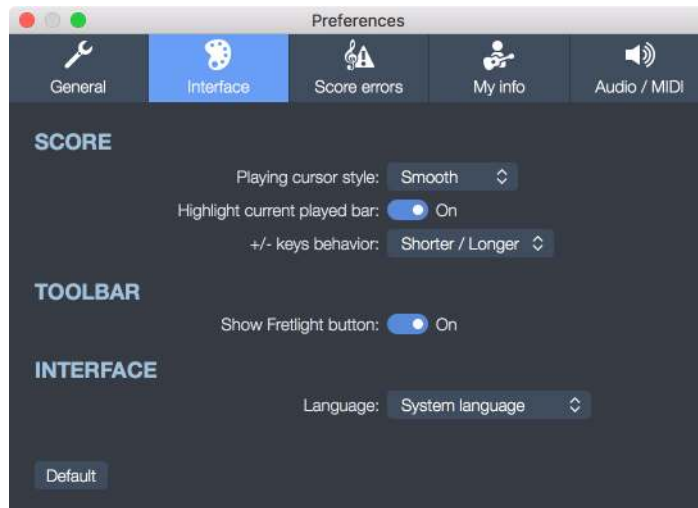 Preferences
General Interface Score errors My info Audio / MIDI
SCORE
Playing cursor style: Smooth
Highlight current played bar: On
+/- keys behavior: Shorter / Longer
TOOLBAR
Show Fretlight button: On
INTERFACE
Language: System language
Default